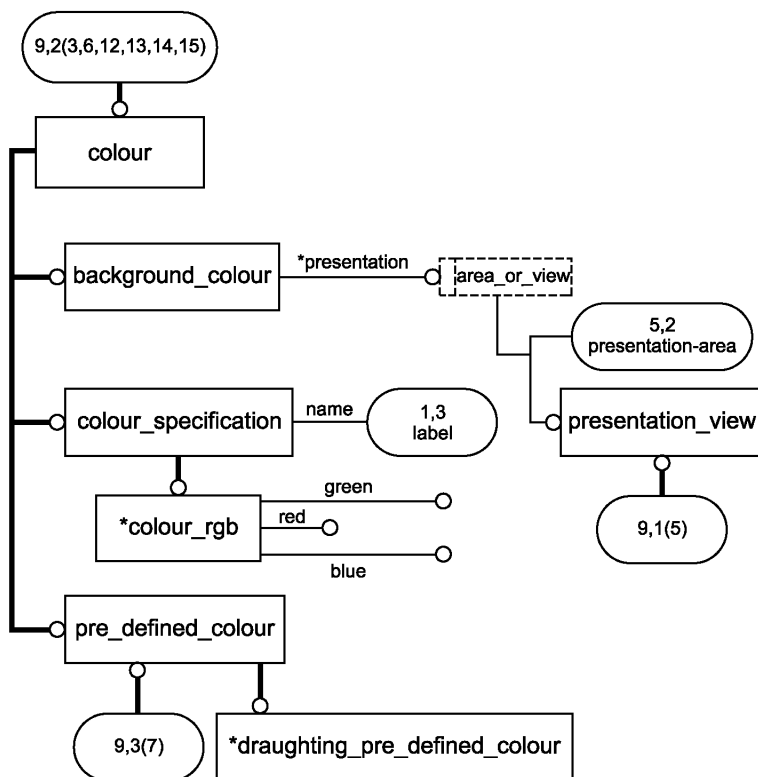 9,2(3,6,12,13,14,15)
colour
background_colour
*presentation
area_or_view
5,2
presentation-area
colour_specification
name
1,3
label
presentation_view
green
*colour_rgb
red
blue
9,1(5)
pre_defined_colour
9,3(7)
*draughting_pre_defined_colour